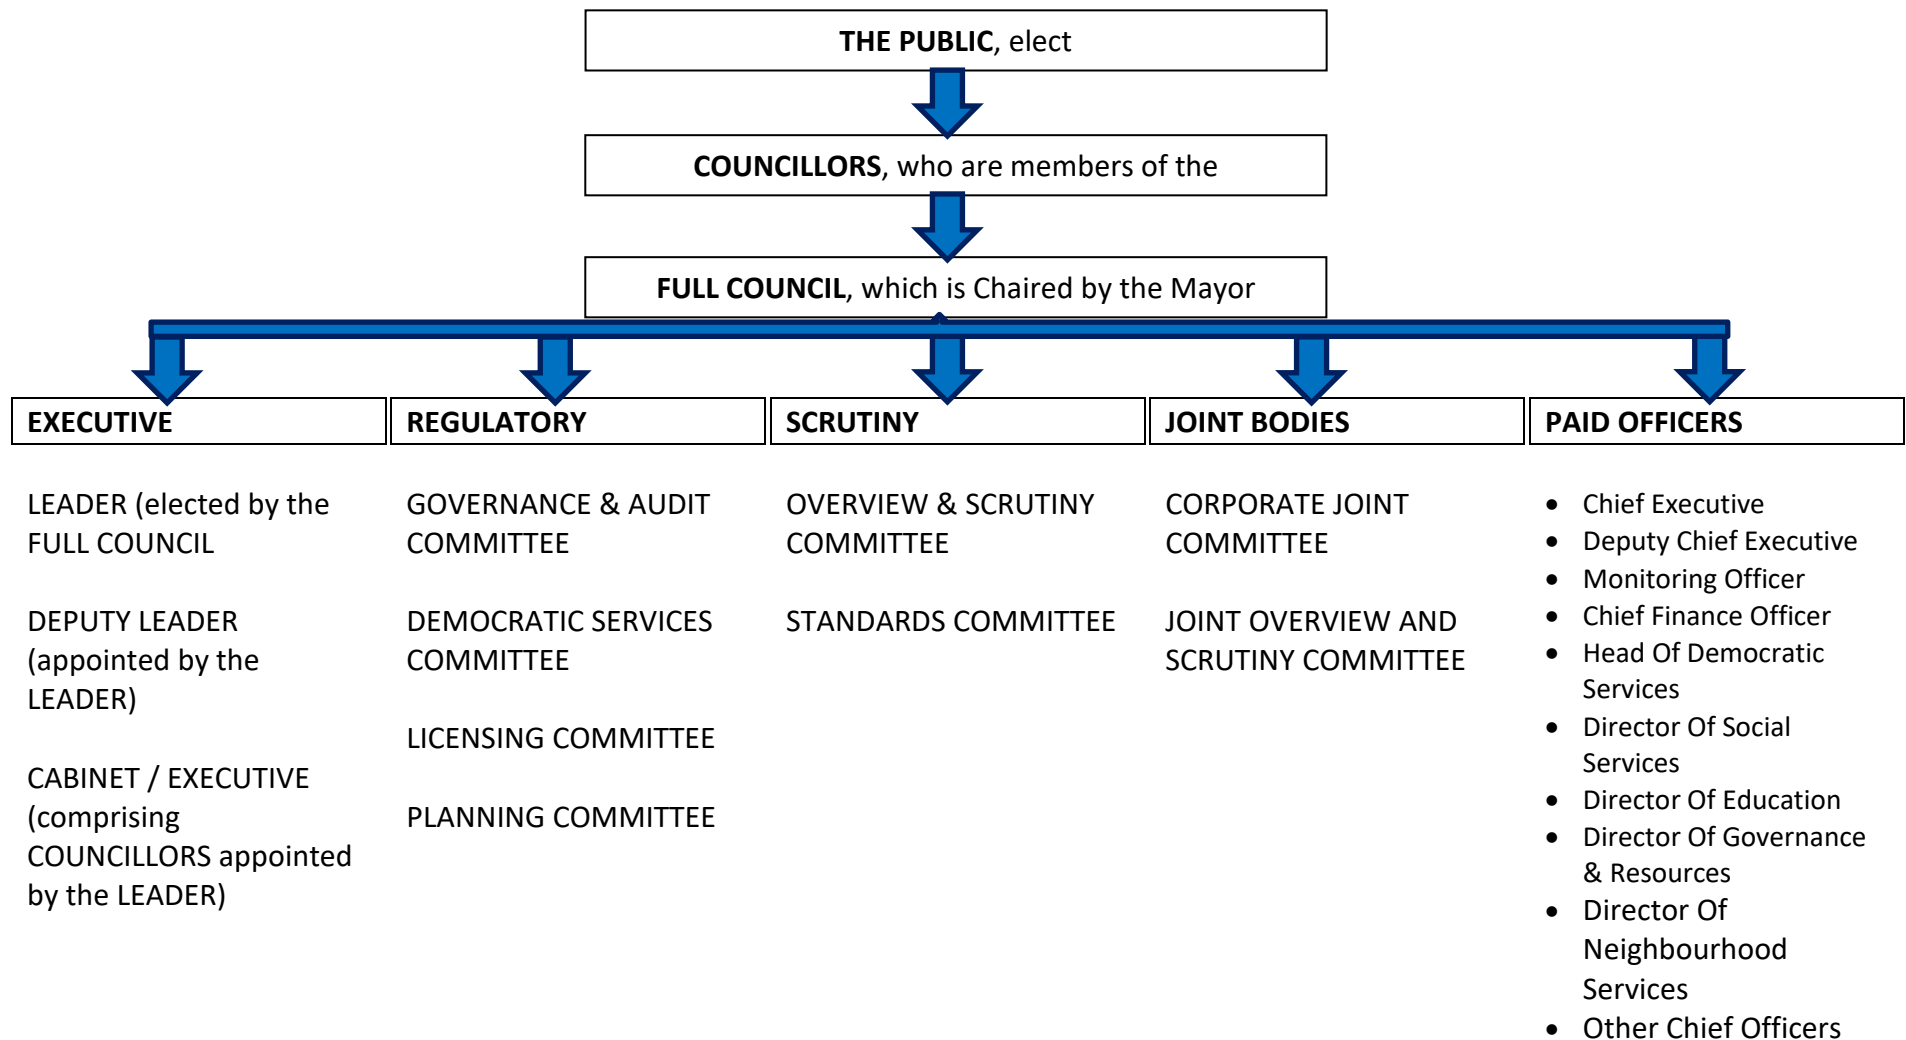 THE PUBLIC, elect
COUNCILLORS, who are members of the
FULL COUNCIL, which is Chaired by the Mayor
EXECUTIVE
LEADER (elected by the
FULL COUNCIL
DEPUTY LEADER
(appointed by the
LEADER)
CABINET / EXECUTIVE
(comprising
COUNCILLORS appointed
by the LEADER)
REGULATORY
GOVERNANCE & AUDIT
COMMITTEE
DEMOCRATIC SERVICES
COMMITTEE
LICENSING COMMITTEE
PLANNING COMMITTEE
SCRUTINY
OVERVIEW & SCRUTINY
COMMITTEE
STANDARDS COMMITTEE
JOINT BODIES
CORPORATE JOINT
COMMITTEE
JOINT OVERVIEW AND
SCRUTINY COMMITTEE
PAID OFFICERS
• Chief Executive
• Deputy Chief Executive
• Monitoring Officer
• Chief Finance Officer
• Head Of Democratic
Services
• Director Of Social
Services
• Director Of Education
• Director Of Governance
& Resources
• Director Of
Neighbourhood
Services
• Other Chief Officers